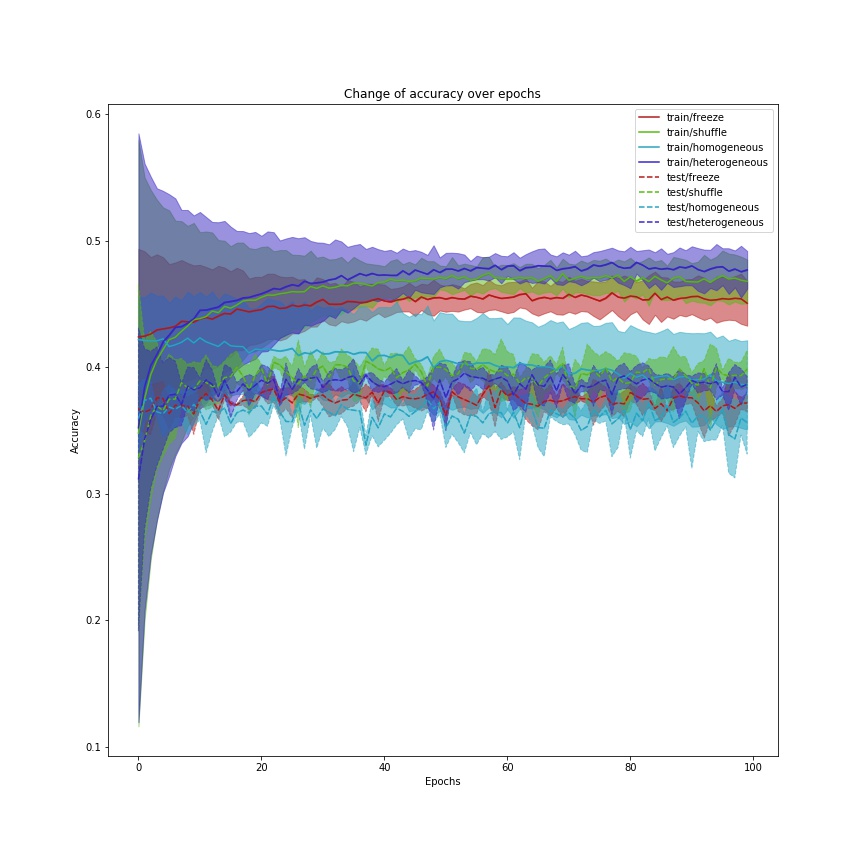 Change of accuracy over epochs
0.6
0.5
0.4
0.3
0.2
0.1
Accuracy
train/freeze
train/shuffle
train/homogeneous
train/heterogeneous
test/freeze
test/shuffle
test/homogeneous
test/heterogeneous
0 20 40 60 80 100
Epochs